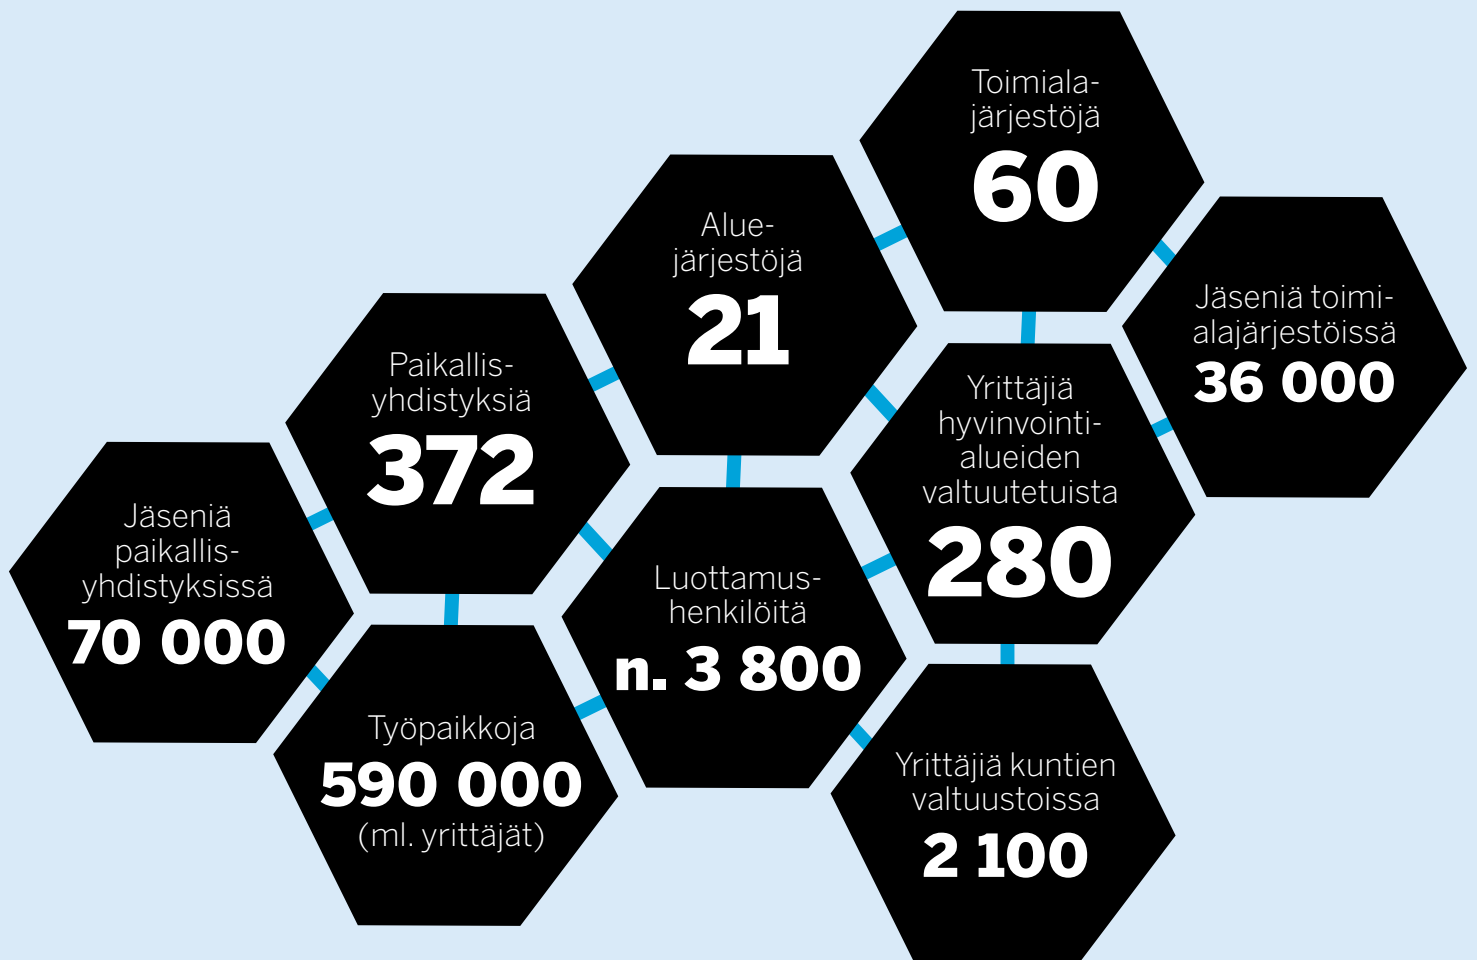 Toimiala-
järjestöjä
60
Alue-
järjestöjä
21
Jäseniä toimi-
alajärjestöissä
36 000
Paikallis-
yhdistyksiä
372
Yrittäjiä
hyvinvointi-
alueiden
valtuutetuista
280
Jäseniä
paikallis-
yhdistyksissä
70 000
Luottamus-
henkilöitä
n. 3 800
Työpaikkoja
590 000
(ml. yrittäjät)
Yrittäjiä kuntien
valtuustoissa
2 100